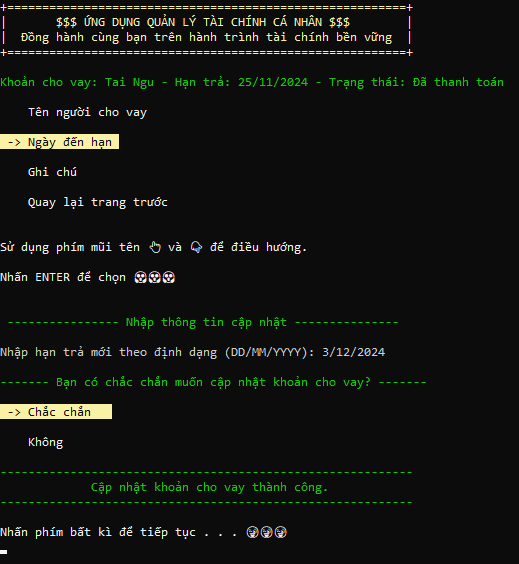 +=========================================================+
|       $$$ ỨNG DỤNG QUẢN LÝ TÀI CHÍNH CÁ NHÂN $$$        |
|  Đồng hành cùng bạn trên hành trình tài chính bền vững  |
+=========================================================+
Khoản cho vay: Tai Ngu - Hạn trả: 25/11/2024 - Trạng thái: Đã thanh toán
Tên người cho vay
-> Ngày đến hạn
Ghi chú
Quay lại trang trước
Sử dụng phím mũi tên 👆 và 👇 để điều hướng.
Nhấn ENTER để chọn
---------------- Nhập thông tin cập nhật ---------------
Nhập hạn trả mới theo định dạng (DD/MM/YYYY): 3/12/2024
------- Bạn có chắc chắn muốn cập nhật khoản cho vay? -------
-> Chắc chắn
Không
-----------------------------------------------------------
Cập nhật khoản cho vay thành công.
-----------------------------------------------------------
Nhấn phím bất kì để tiếp tục . . .